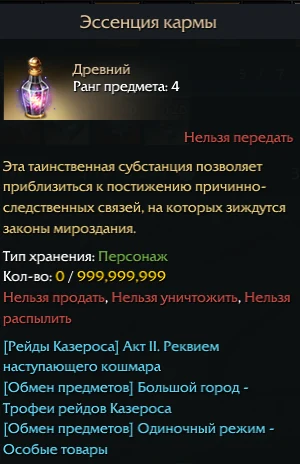 Эссенция кармы
Древний
Ранг предмета: 4
Нельзя передать
Эта таинственная субстанция позволяет
приблизиться к постижению причинно-
следственных связей, на которых зиждутся
законы мироздания.
Тип хранения: Персонаж
Кол-во: 0 / 999,999,999
Нельзя продать, Нельзя уничтожить, Нельзя
распылить
[Рейды Казероса] Акт II. Реквием
наступающего кошмара
[Обмен предметов] Большой город -
Трофеи рейдов Казероса
[Обмен предметов] Одиночный режим -
Особые товары